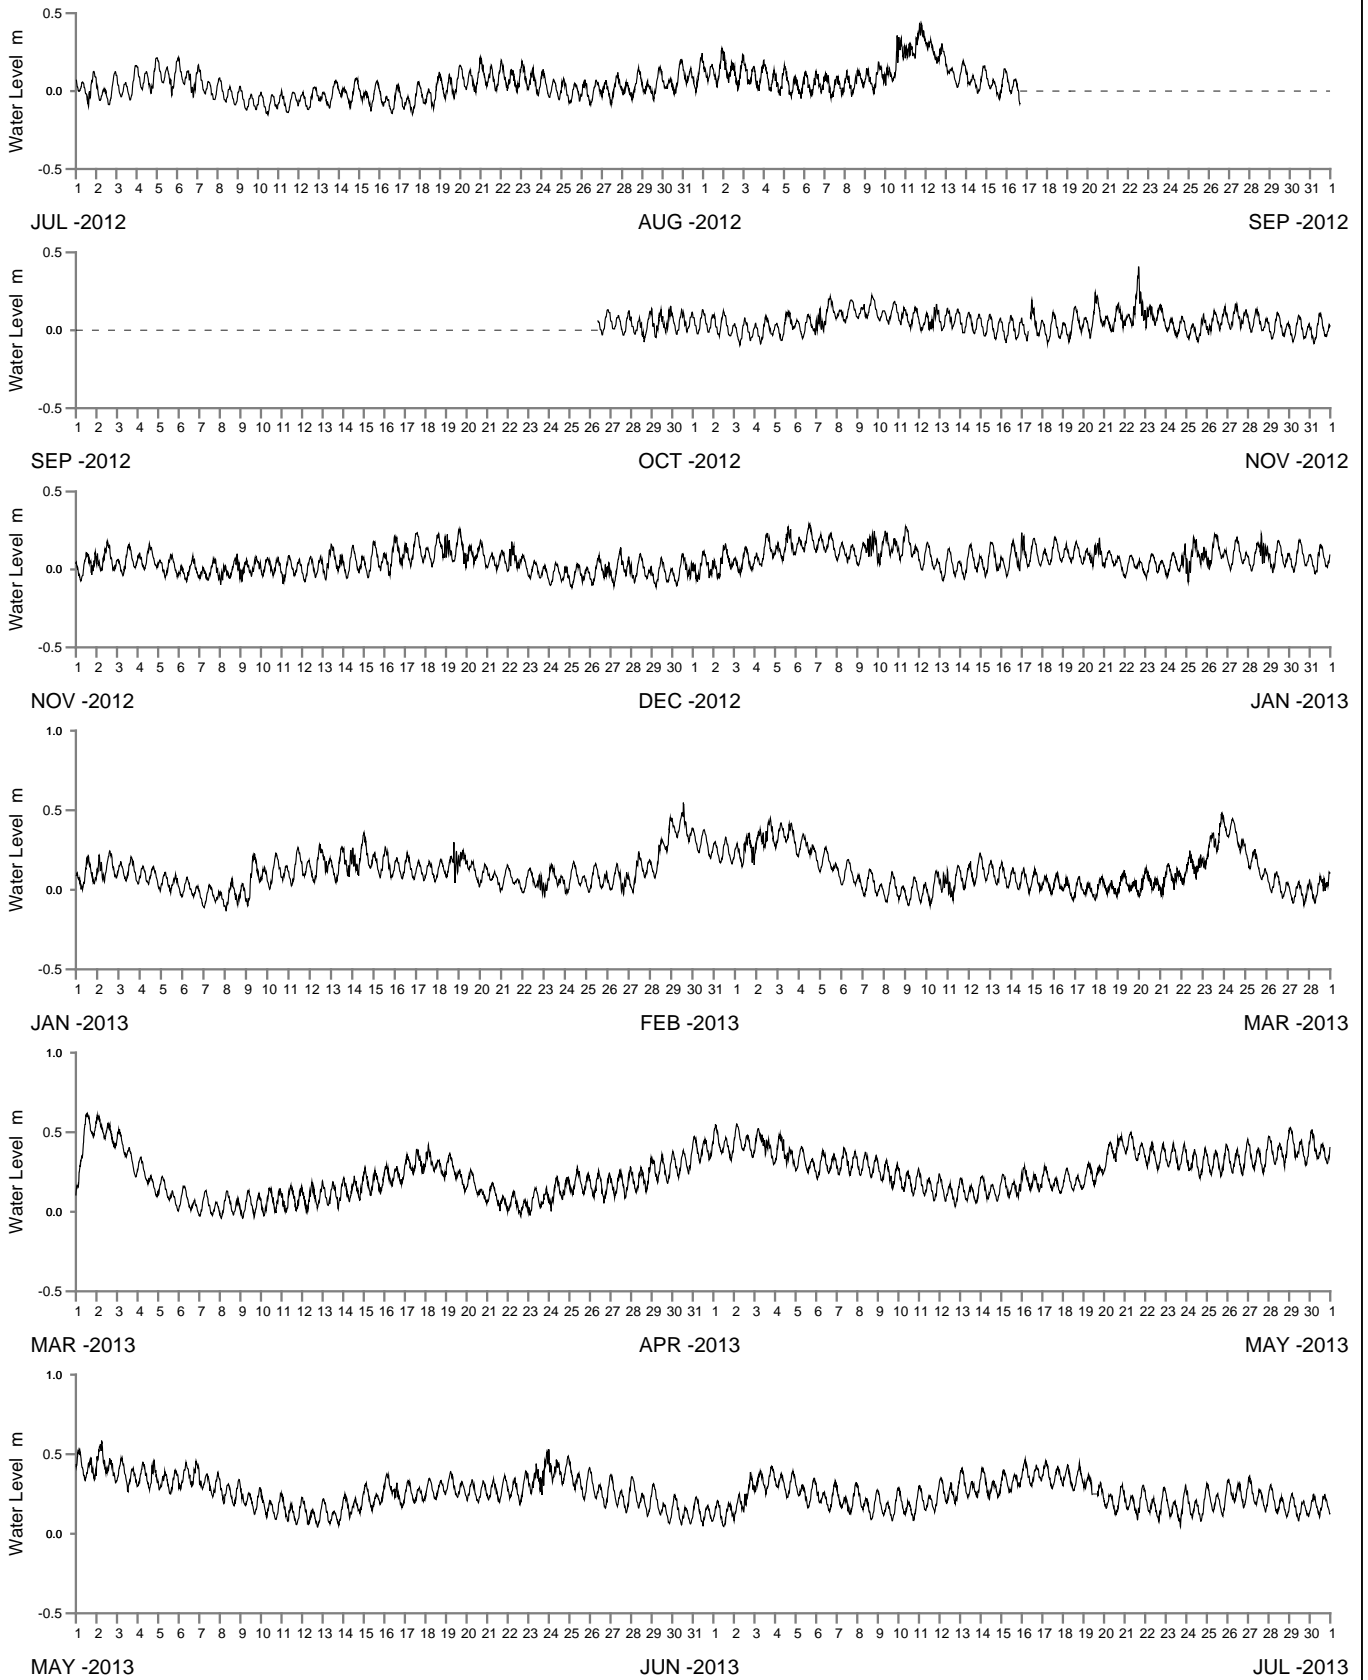 Water Level m
0.5
0.0
-0.5
1 2 3 4 5 6 7 8 9 10 11 12 13 14 15 16 17 18 19 20 21 22 23 24 25 26 27 28 29 30 31 1 2 3 4 5 6 7 8 9 10 11 12 13 14 15 16 17 18 19 20 21 22 23 24 25 26 27 28 29 30 31 1
JUL -2012 AUG -2012 SEP -2012
Water Level m
0.5
0.0
-0.5
1 2 3 4 5 6 7 8 9 10 11 12 13 14 15 16 17 18 19 20 21 22 23 24 25 26 27 28 29 30 1 2 3 4 5 6 7 8 9 10 11 12 13 14 15 16 17 18 19 20 21 22 23 24 25 26 27 28 29 30 31 1
SEP -2012 OCT -2012 NOV -2012
Water Level m
0.5
0.0
-0.5
1 2 3 4 5 6 7 8 9 10 11 12 13 14 15 16 17 18 19 20 21 22 23 24 25 26 27 28 29 30 1 2 3 4 5 6 7 8 9 10 11 12 13 14 15 16 17 18 19 20 21 22 23 24 25 26 27 28 29 30 31 1
NOV -2012 DEC -2012 JAN -2013
Water Level m
1.0
0.5
0.0
-0.5
1 2 3 4 5 6 7 8 9 10 11 12 13 14 15 16 17 18 19 20 21 22 23 24 25 26 27 28 29 30 31 1 2 3 4 5 6 7 8 9 10 11 12 13 14 15 16 17 18 19 20 21 22 23 24 25 26 27 28 1
JAN -2013 FEB -2013 MAR -2013
Water Level m
1.0
0.5
0.0
-0.5
1 2 3 4 5 6 7 8 9 10 11 12 13 14 15 16 17 18 19 20 21 22 23 24 25 26 27 28 29 30 31 1 2 3 4 5 6 7 8 9 10 11 12 13 14 15 16 17 18 19 20 21 22 23 24 25 26 27 28 29 30 1
MAR -2013 APR -2013 MAY -2013
Water Level m
1.0
0.5
0.0
-0.5
1 2 3 4 5 6 7 8 9 10 11 12 13 14 15 16 17 18 19 20 21 22 23 24 25 26 27 28 29 30 31 1 2 3 4 5 6 7 8 9 10 11 12 13 14 15 16 17 18 19 20 21 22 23 24 25 26 27 28 29 30 1
MAY -2013 JUN -2013 JUL -2013